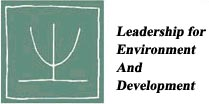 Leadership for
Environment
And
Development